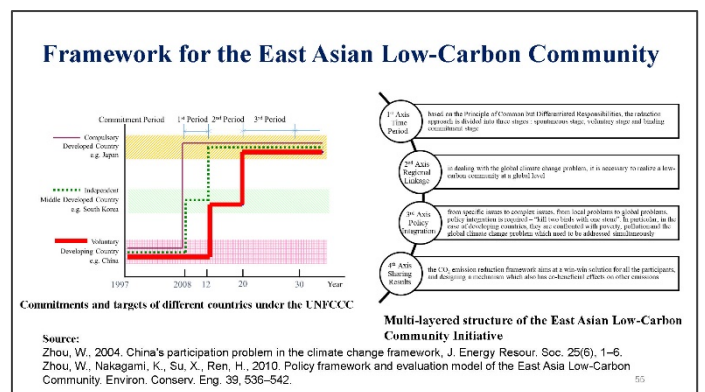 Framework for the East Asian Low-Carbon Community
Commitment Period
1st Period 2nd Period 3rd Period
Compulsory
Developed Country
e.g. Japan
Independent
Middle Developed Country
e.g. South Korea
Voluntary
Developing Country
e.g. China
1997 2008 12 20 30 Year
Commitments and targets of different countries under the UNFCCC
1st Axis
Time
Period
based on the Principle of Common but Differentiated Responsibilities, the reduction
approach is divided into three stages : spontaneous stage, voluntary stage and binding
commitment stage
2nd Axis
Regional
Linkage
in dealing with the global climate change problem, it is necessary to realize a low-
carbon community at a global level
3rd Axis
Policy
Integration
from specific issues to complex issues, from local problems to global problems,
policy integration is required – "kill two birds with one stone". In particular, in the
case of developing countries, they are confronted with poverty, pollution and the
global climate change problem which need to be addressed simultaneously
4th Axis
Sharing
Results
the CO2 emission reduction framework aims at a win-win solution for all the participants,
and designing a mechanism which also has co-beneficial effects on other emissions
Multi-layered structure of the East Asian Low-Carbon
Community Initiative
Source:
Zhou, W., 2004. China's participation problem in the climate change framework, J. Energy Resour. Soc. 25(6), 1–6.
Zhou, W., Nakagami, K., Su, X., Ren, H., 2010. Policy framework and evaluation model of the East Asia Low-Carbon
Community. Environ. Conserv. Eng. 39, 536–542.
56